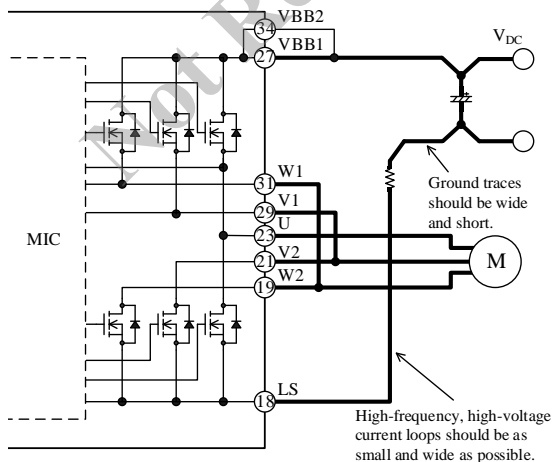 Not R
VBB2
34
VBB1
27
VDC
W1
31
V1
29
U
23
V2
21
W2
19
MIC
M
Ground traces
should be wide
and short.
LS
18
High-frequency, high-voltage
current loops should be as
small and wide as possible.